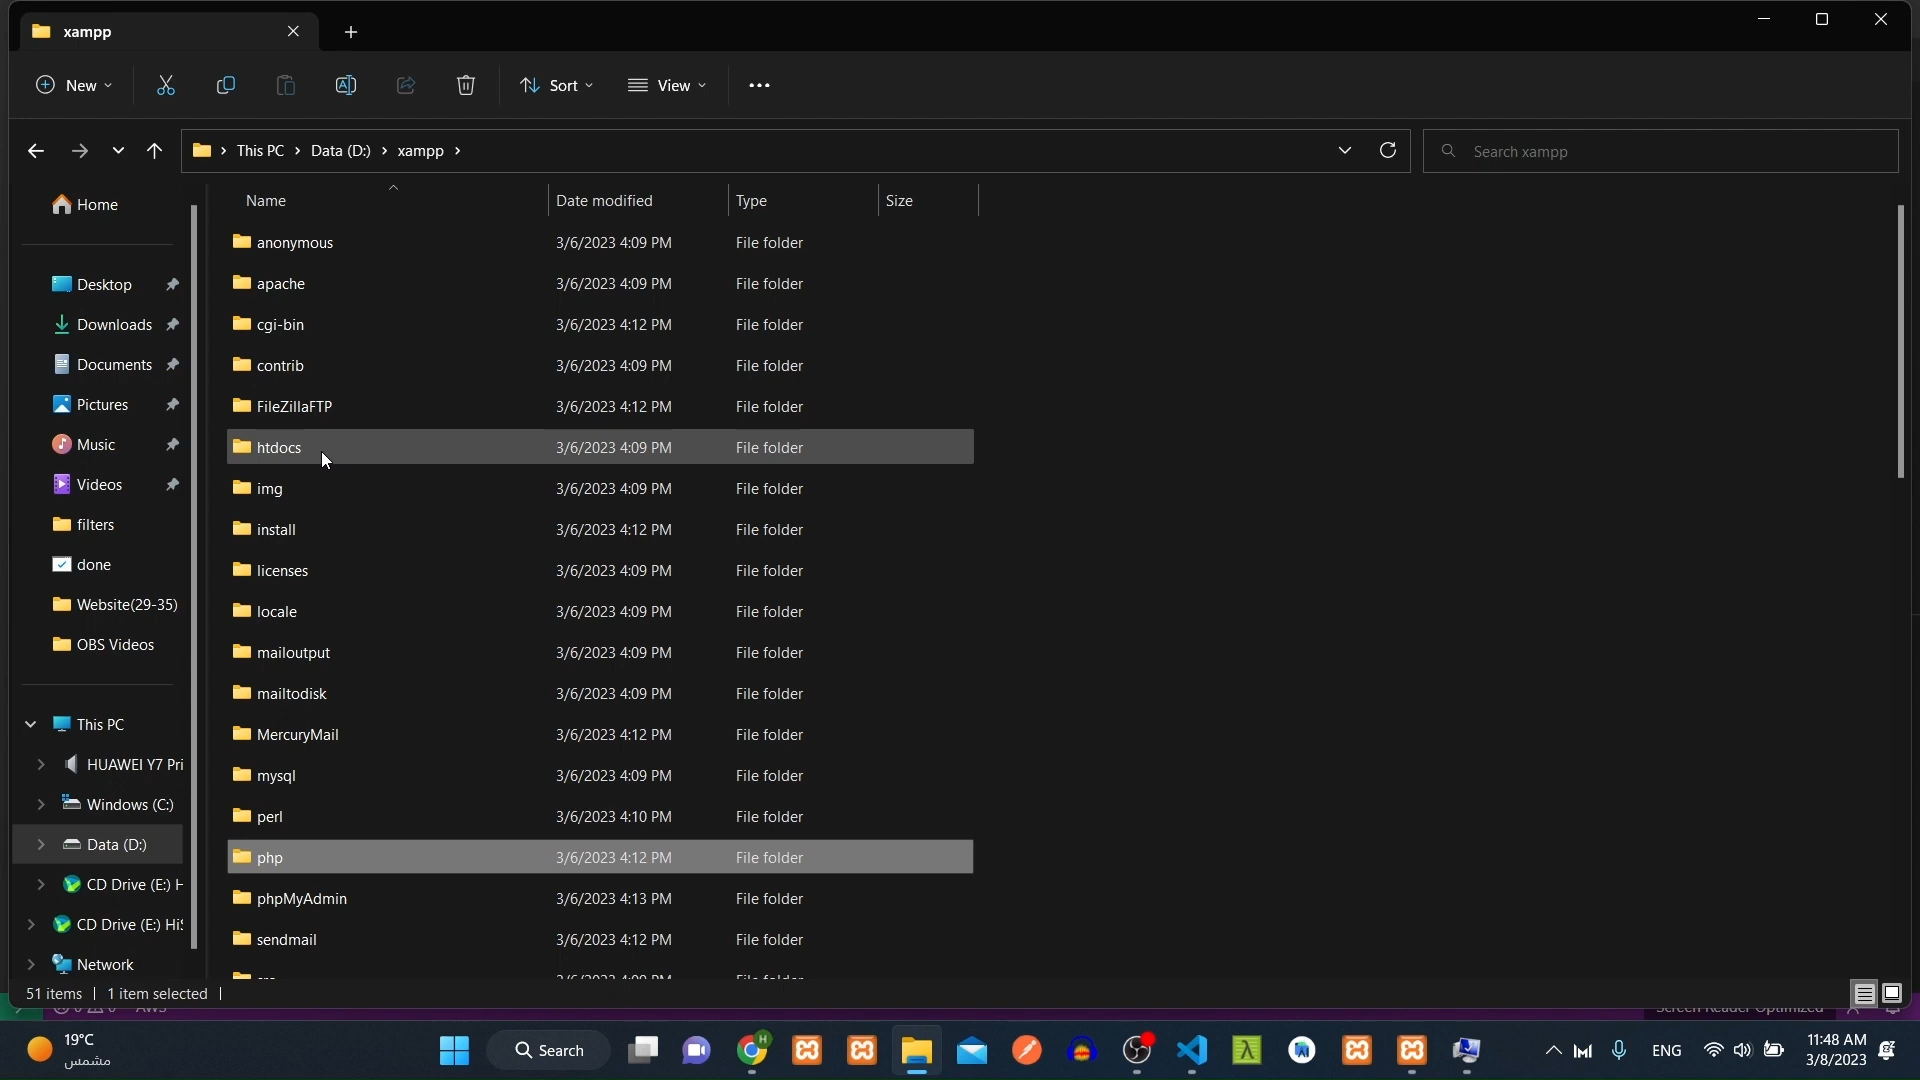 xampp
New
Sort
View
This PC
Data (D:)
xampp
Search xampp
Home
Desktop
Downloads
Documents
Pictures
Music
Videos
filters
done
Website(29-35)
OBS Videos
This PC
HUAWEI Y7 Pri
Windows (C:)
Data (D:)
CD Drive (E:) H
CD Drive (E:) Hi
Network
Name Date modified Type Size
anonymous 3/6/2023 4:09 PM File folder
apache 3/6/2023 4:09 PM File folder
cgi-bin 3/6/2023 4:12 PM File folder
contrib 3/6/2023 4:09 PM File folder
FileZillaFTP 3/6/2023 4:12 PM File folder
htdocs 3/6/2023 4:09 PM File folder
img 3/6/2023 4:09 PM File folder
install 3/6/2023 4:12 PM File folder
licenses 3/6/2023 4:09 PM File folder
locale 3/6/2023 4:09 PM File folder
mailoutput 3/6/2023 4:09 PM File folder
mailtodisk 3/6/2023 4:09 PM File folder
MercuryMail 3/6/2023 4:12 PM File folder
mysql 3/6/2023 4:09 PM File folder
perl 3/6/2023 4:10 PM File folder
php 3/6/2023 4:12 PM File folder
phpMyAdmin 3/6/2023 4:13 PM File folder
sendmail 3/6/2023 4:12 PM File folder
51 items 1 item selected
Screen Reader Optimized
19°C
مشمس
Search
ENG
11:48 AM
3/8/2023